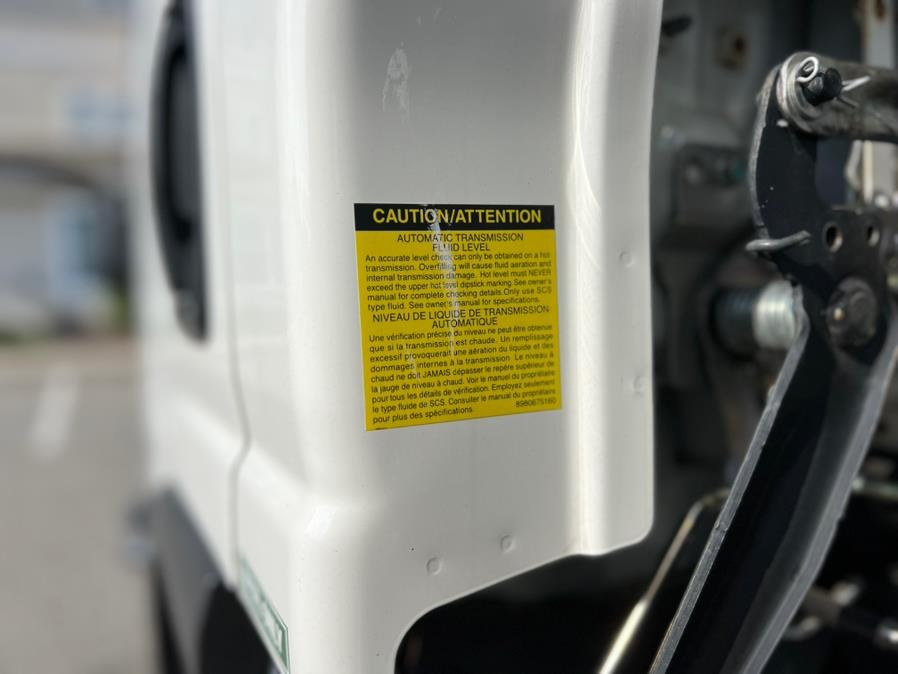 CAUTION/ATTENTION
AUTOMATIC TRANSMISSION
FLUID LEVEL
An accurate level check can only be obtained on a hot
transmission. Overfilling will cause fluid aeration and
internal transmission damage. Hot level must NEVER
exceed the upper hot level dipstick marking. See owner's
manual for complete checking details. Only use SCS
type fluid. See owner's manual for specifications.
NIVEAU DE LIQUIDE DE TRANSMISSION
AUTOMATIQUE
Une vérification précise du niveau ne peut être obtenue
que si la transmission est chaude. Un remplissage
excessif provoquerait une aération du liquide et des
dommages internes à la transmission. Le niveau à
chaud ne doit JAMAIS dépasser le repère supérieur de
la jauge de niveau à chaud. Voir le manuel du propriétaire
pour tous les détails de vérification. Employez seulement
le type fluide de SCS. Consulter le manuel du propriétaire
pour plus des spécifications. 8980675160